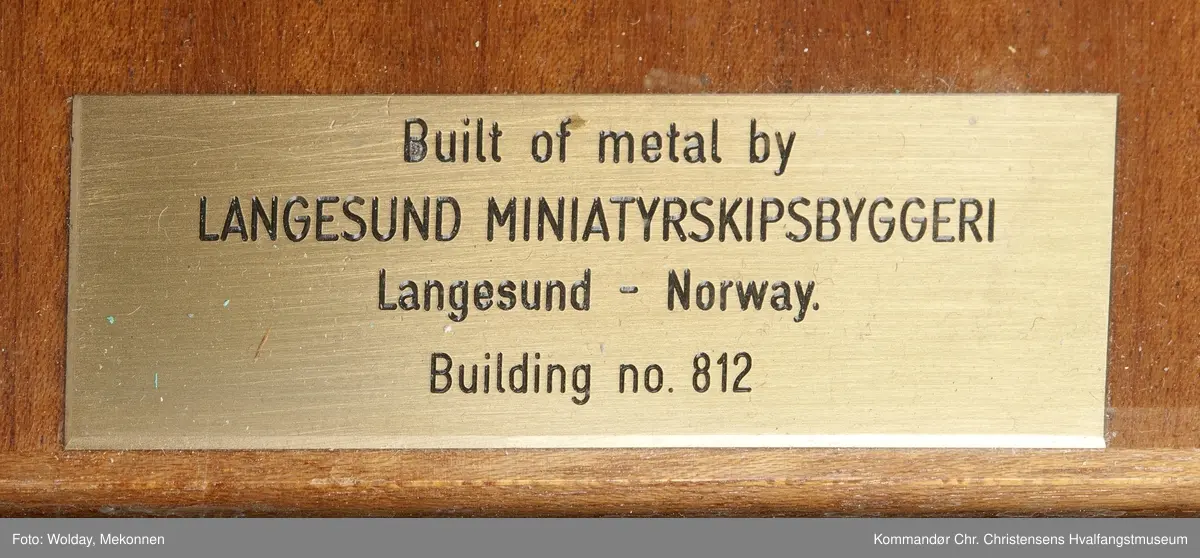 Built of metal by
LANGESUND MINIATYRSKIPSBYGGERI
Langesund - Norway.
Building no. 812
Foto: Wolday, Mekonnen
Kommandør Chr. Christensens Hvalfangstmuseum